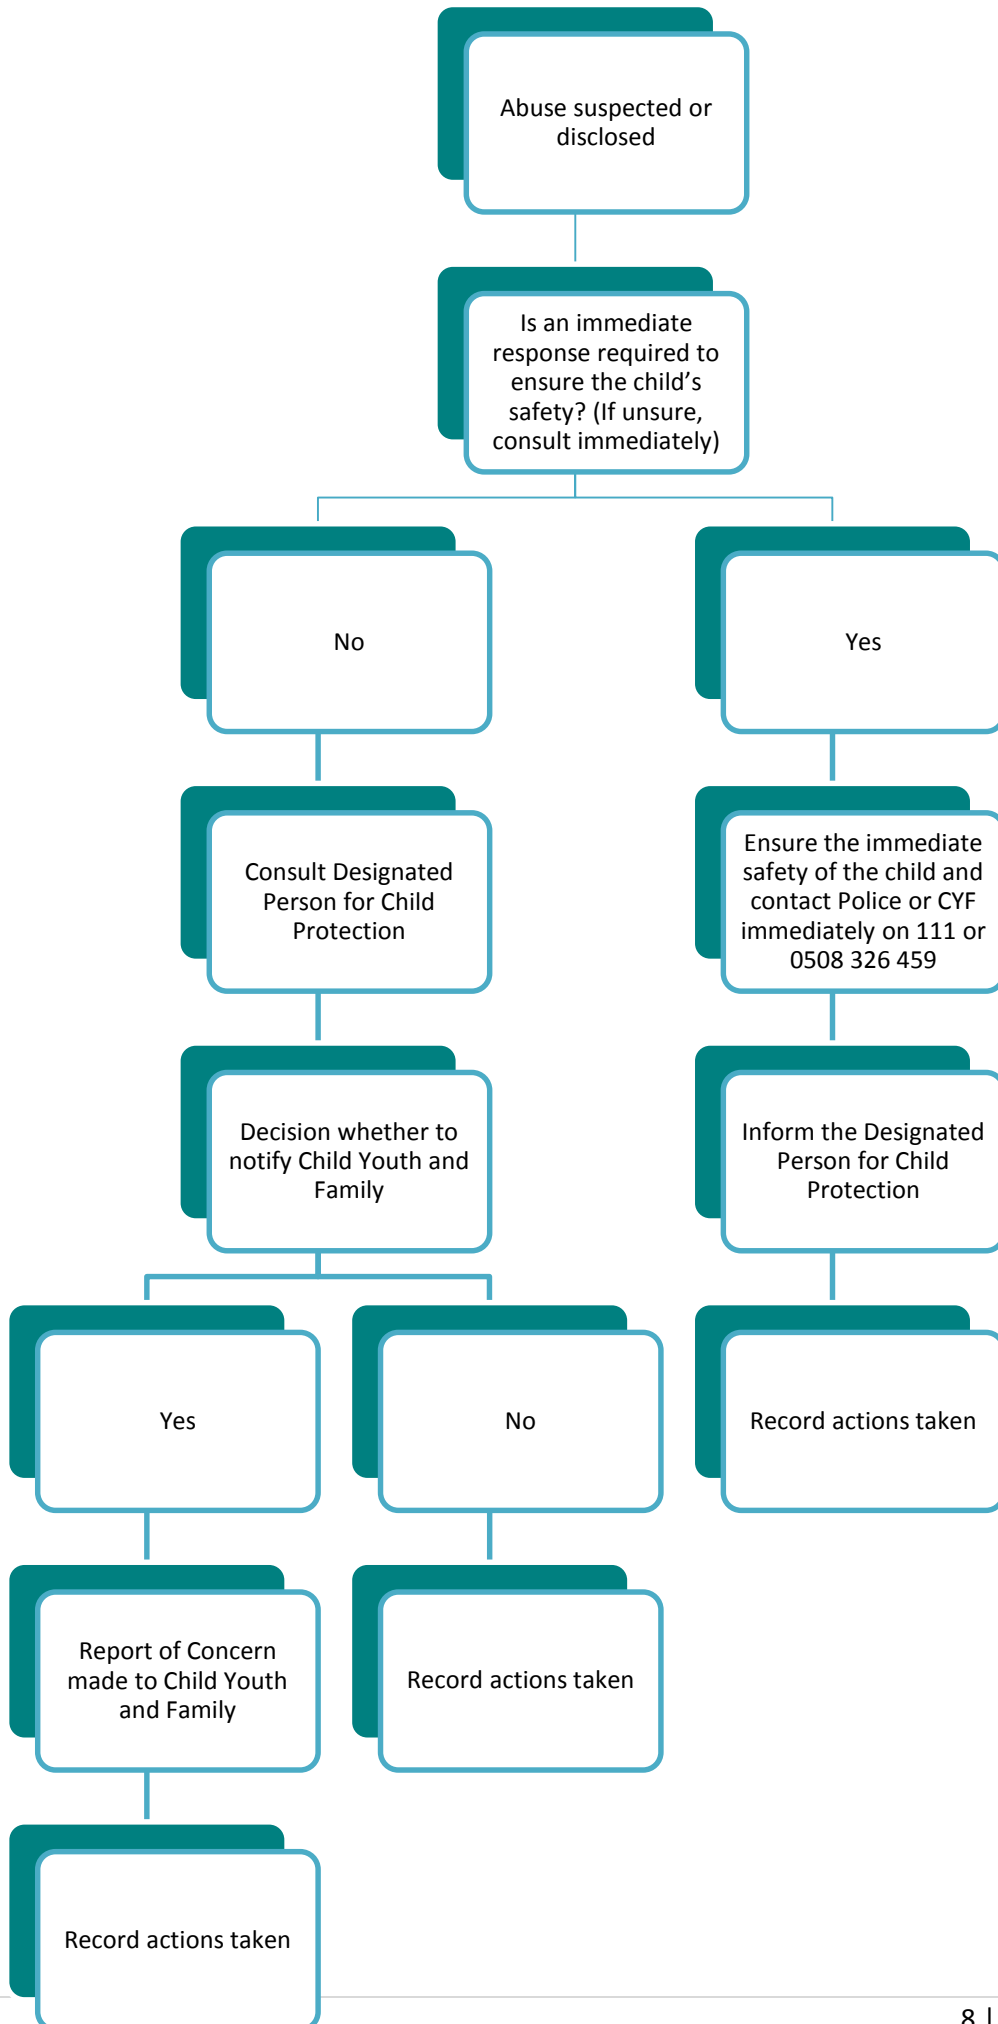 Abuse suspected or
disclosed
Is an immediate
response required to
ensure the child’s
safety? (If unsure,
consult immediately)
No
Yes
Consult Designated
Person for Child
Protection
Ensure the immediate
safety of the child and
contact Police or CYF
immediately on 111 or
0508 326 459
Decision whether to
notify Child Youth and
Family
Inform the Designated
Person for Child
Protection
Yes
No
Record actions taken
Report of Concern
made to Child Youth
and Family
Record actions taken
Record actions taken
8 |